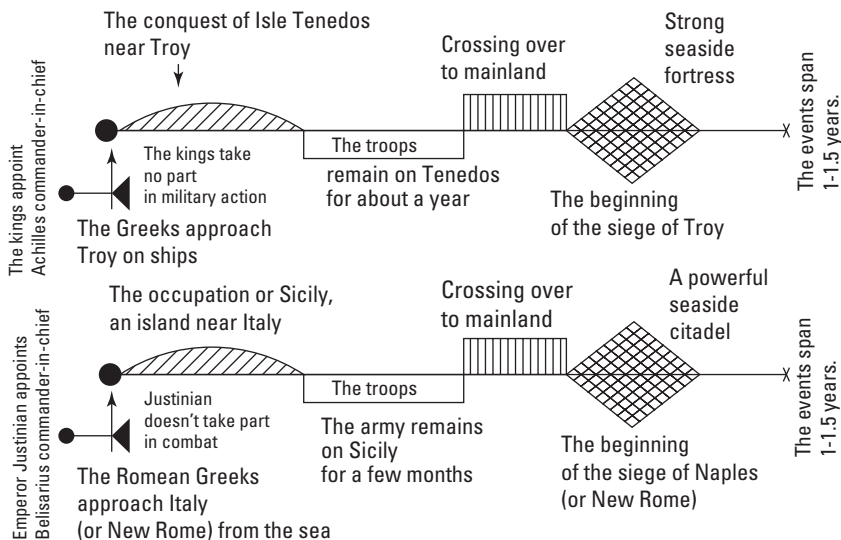 The conquest of Isle Tenedos
near Troy
Crossing over
to mainland
Strong
seaside
fortress
The kings appoint
Achilles commander-in-chief
The kings take
no part
in military action
The troops
remain on Tenedos
for about a year
The Greeks approach
Troy on ships
The beginning
of the siege of Troy
The events span
1-1.5 years.
The occupation or Sicily,
an island near Italy
Crossing over
to mainland
A powerful
seaside
citadel
Emperor Justinian appoints
Belisarius commander-in-chief
Justinian
doesn't take part
in combat
The troops
The army remains
on Sicily
for a few months
The Romean Greeks
approach Italy
(or New Rome) from the sea
The beginning
of the siege of Naples
(or New Rome)
The events span
1-1.5 years.